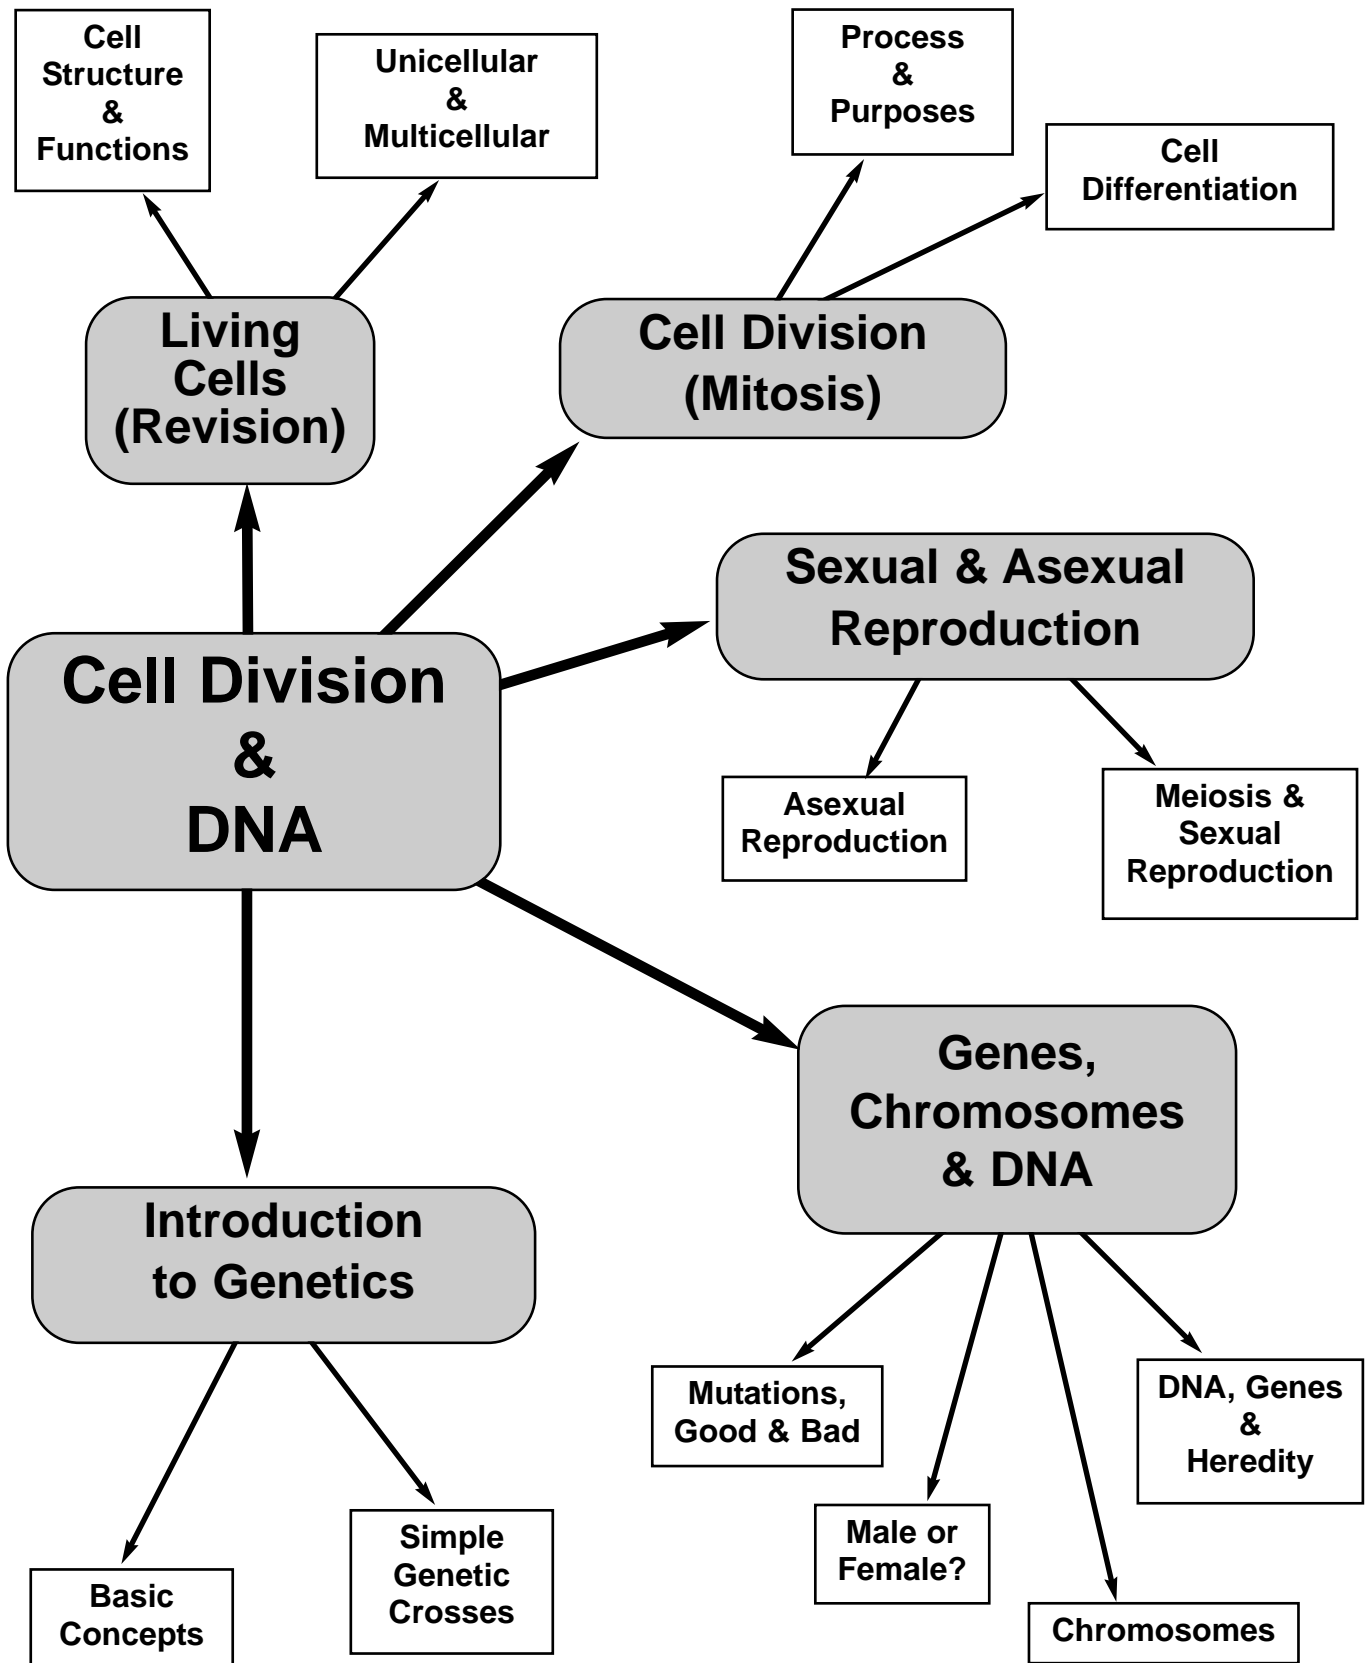 Cell
Structure
&
Functions
Unicellular
&
Multicellular
Process
&
Purposes
Cell
Differentiation
Living
Cells
(Revision)
Cell Division
(Mitosis)
Sexual & Asexual
Reproduction
Cell Division
&
DNA
Asexual
Reproduction
Meiosis &
Sexual
Reproduction
Genes,
Chromosomes
& DNA
Introduction
to Genetics
Mutations,
Good & Bad
DNA, Genes
&
Heredity
Male or
Female?
Simple
Genetic
Crosses
Basic
Concepts
Chromosomes